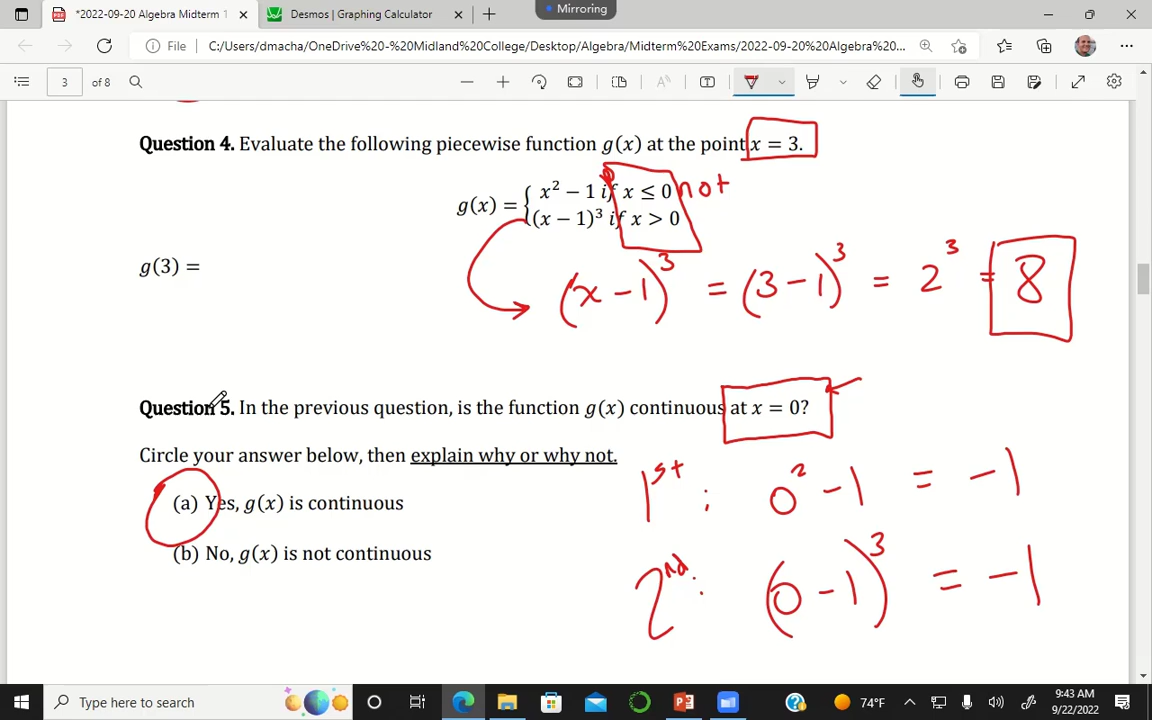 Mirroring
*2022-09-20 Algebra Midterm
Desmos | Graphing Calculator
File C:/Users/dmacha/OneDrive%20-%20Midland%20College/Desktop/Algebra/Midterm%20Exams/2022-09-20%20Algebra%20...
3 of 8
Question 4. Evaluate the following piecewise function g(x) at the point x = 3.
g(x) = { x² − 1 if x ≤ 0 not
(x − 1)³ if x > 0
g(3) =
(x − 1)³ = (3 − 1)³ = 2³ = 8
Question 5. In the previous question, is the function g(x) continuous at x = 0?
Circle your answer below, then explain why or why not.
(a) Yes, g(x) is continuous
1st: 0² − 1 = −1
(b) No, g(x) is not continuous
2nd: (0 − 1)³ = −1
Type here to search
74°F
9:43 AM
9/22/2022